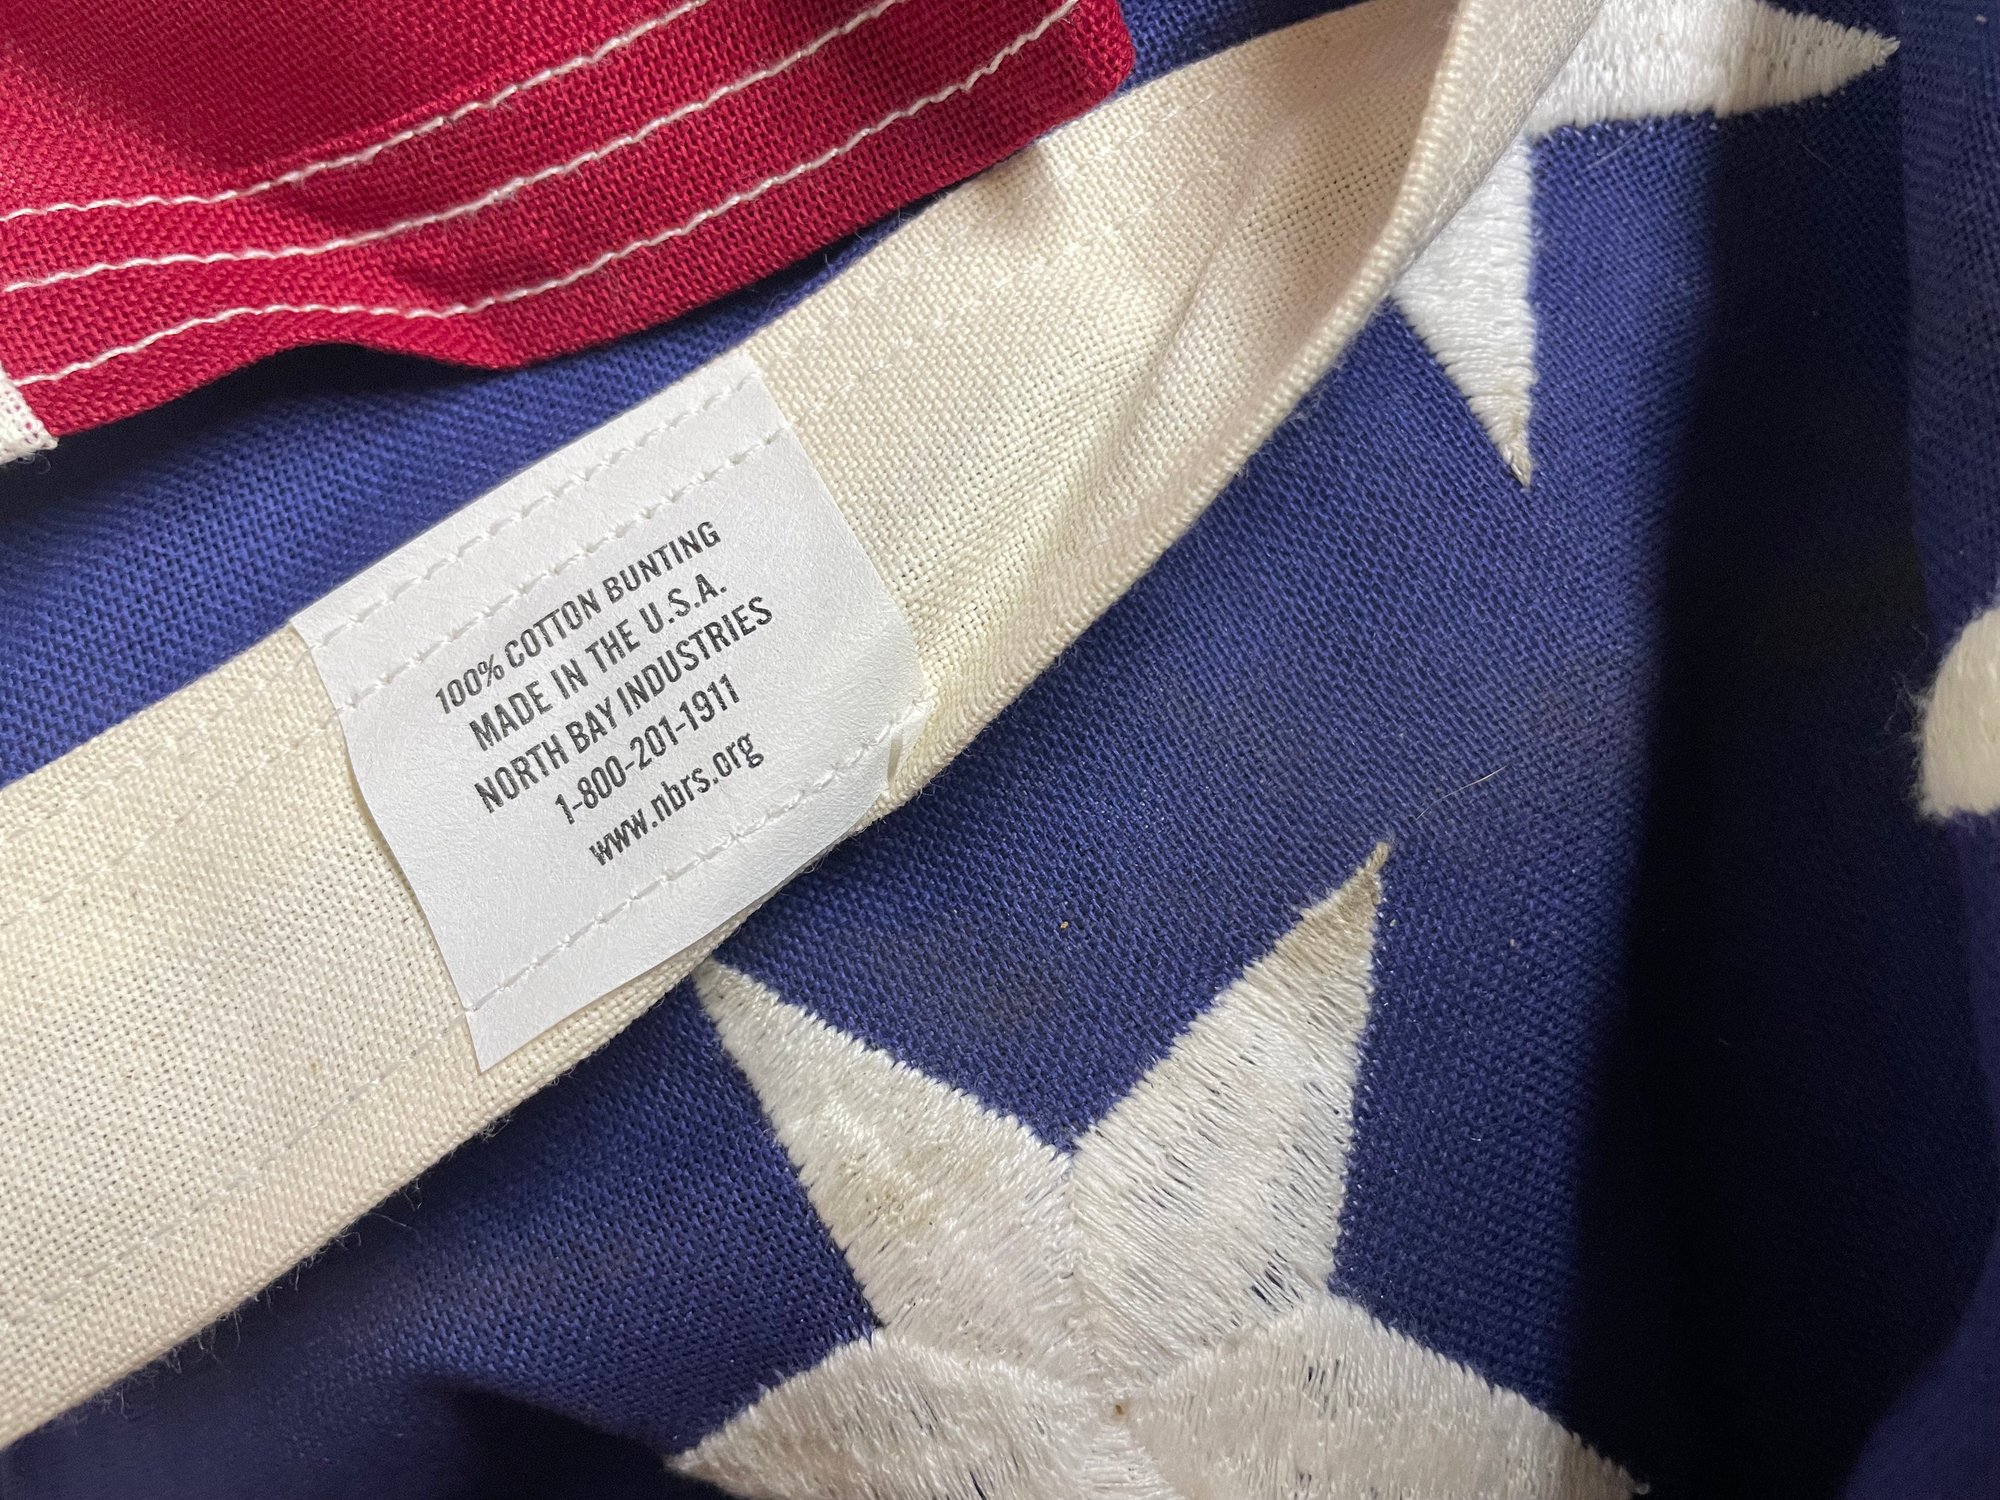 100% COTTON BUNTING
MADE IN THE U.S.A.
NORTH BAY INDUSTRIES
1-800-201-1911
www.nbrs.org